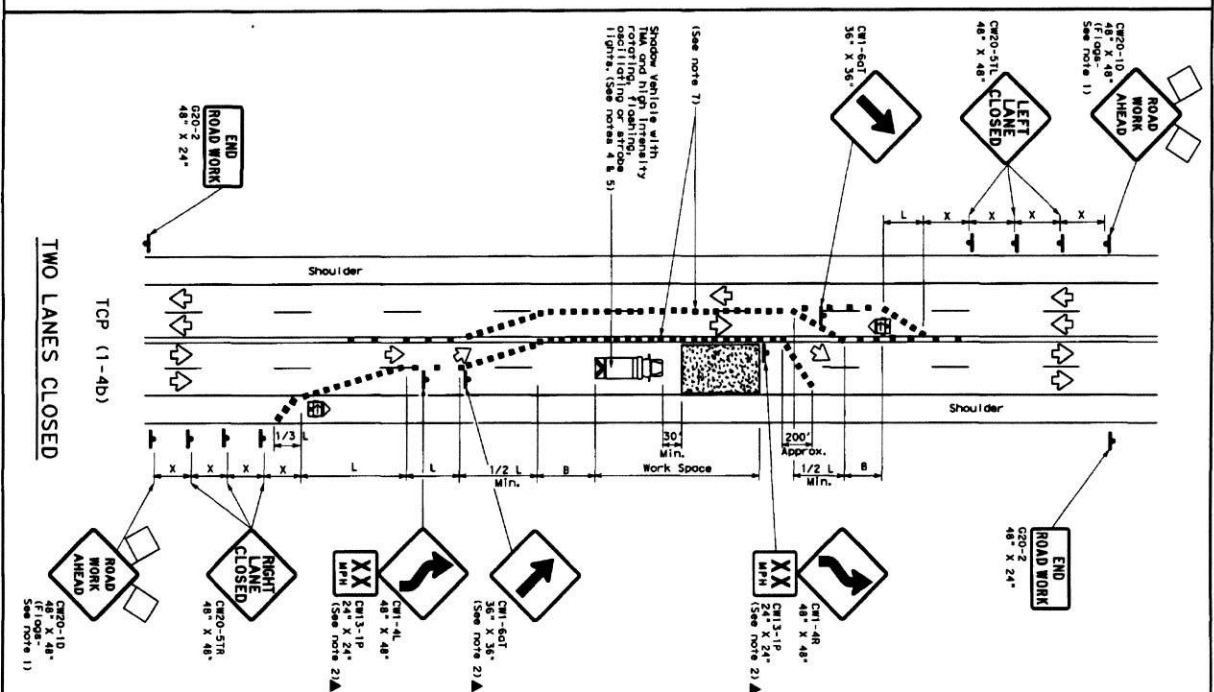 CW20-1D
48" X 48"
(Flags-
See note 1)
ROAD
WORK
AHEAD
CW20-5TL
48" X 48"
LEFT
LANE
CLOSED
CW1-6aT
36" X 36"
(See note 7)
Shadow Vehicle with
TMA and high intensity
rotating, flashing,
oscillating or strobe
lights. (See notes 4 & 5)
END
ROAD WORK
G20-2
48" X 24"
L
X
X
X
X
Shoulder
TCP (1-4b)
TWO LANES CLOSED
Shoulder
1/3 L
30'
Min.
200'
Approx.
X
X
X
X
L
L
1/2 L
Min.
B
Work Space
1/2 L
Min.
B
ROAD
WORK
AHEAD
CW20-1D
48" X 48"
(Flags-
See note 1)
RIGHT
LANE
CLOSED
CW20-5TR
48" X 48"
CW1-4L
48" X 48"
XX
MPH
CW13-1P
24" X 24"
(See note 2)▲
CW1-6aT
36" X 36"
(See note 2)▲
CW1-4R
48" X 48"
XX
MPH
CW13-1P
24" X 24"
(See note 2)▲
END
ROAD WORK
G20-2
48" X 24"